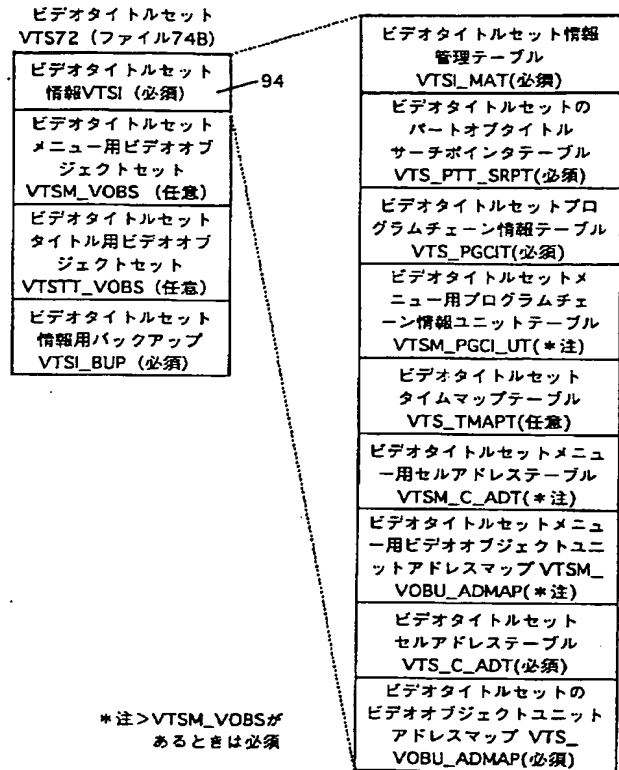 ビデオタイトルセット
VTS72(ファイル74B)
ビデオタイトルセット
情報VTSI(必須)
94
ビデオタイトルセット
メニュー用ビデオオブ
ジェクトセット
VTSM_VOBS(任意)
ビデオタイトルセット
タイトル用ビデオオブ
ジェクトセット
VTSTT_VOBS(任意)
ビデオタイトルセット
情報用バックアップ
VTSI_BUP(必須)
ビデオタイトルセット情報
管理テーブル
VTSI_MAT(必須)
ビデオタイトルセットの
パートオブタイトル
サーチポインタテーブル
VTS_PTT_SRPT(必須)
ビデオタイトルセットプロ
グラムチェーン情報テーブル
VTS_PGCIT(必須)
ビデオタイトルセットメ
ニュー用プログラムチェ
ーン情報ユニットテーブル
VTSM_PGCI_UT(*注)
ビデオタイトルセット
タイムマップテーブル
VTS_TMAPT(任意)
ビデオタイトルセットメニュ
ー用セルアドレステーブル
VTSM_C_ADT(*注)
ビデオタイトルセットメニュ
ー用ビデオオブジェクトユニ
ットアドレスマップ VTSM_
VOBU_ADMAP(*注)
ビデオタイトルセット
セルアドレステーブル
VTS_C_ADT(必須)
ビデオタイトルセットの
ビデオオブジェクトユニット
アドレスマップ VTS_
VOBU_ADMAP(必須)
*注>VTSM_VOBSが
あるときは必須